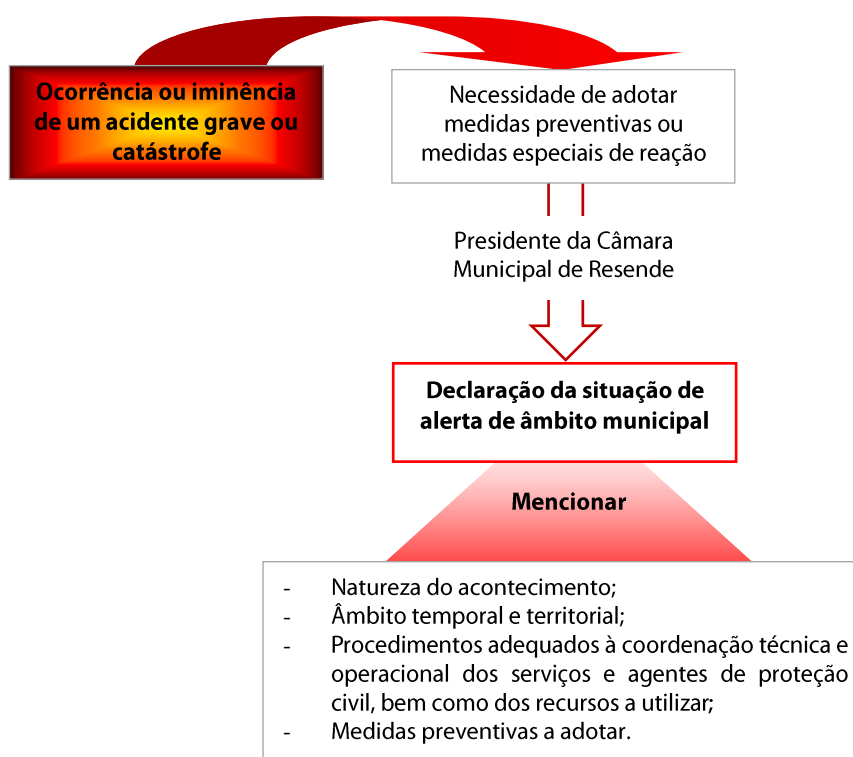 Ocorrência ou iminência
de um acidente grave ou
catástrofe
Necessidade de adotar
medidas preventivas ou
medidas especiais de reação
Presidente da Câmara
Municipal de Resende
Declaração da situação de
alerta de âmbito municipal
Mencionar
- Natureza do acontecimento;
- Âmbito temporal e territorial;
- Procedimentos adequados à coordenação técnica e
operacional dos serviços e agentes de proteção
civil, bem como dos recursos a utilizar;
- Medidas preventivas a adotar.